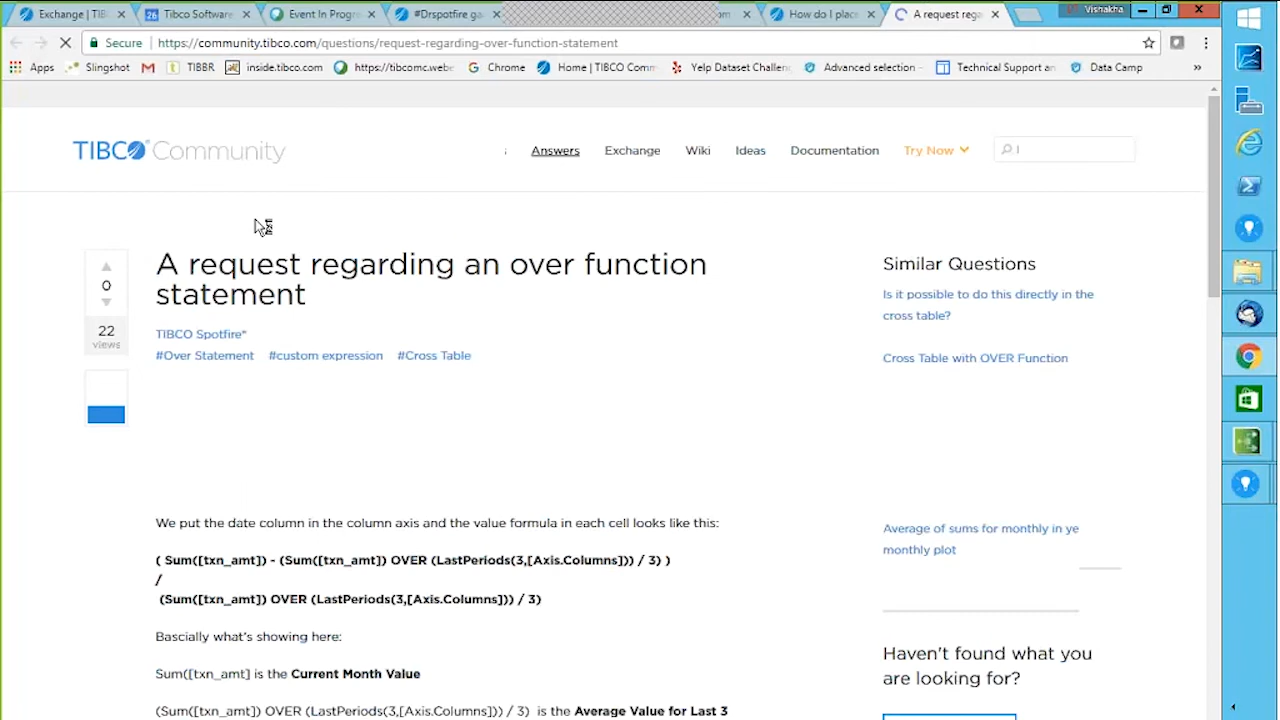 Exchange | TIB
26
Tibco Software
Event In Progre
#Drspotfire ga
om
How do I place
A request rega
Vishakha
Secure | https://community.tibco.com/questions/request-regarding-over-function-statement
Apps
Slingshot
TIBBR
inside.tibco.com
https://tibcomc.webe
Chrome
Home | TIBCO Comm
Yelp Dataset Challen
Advanced selection -
Technical Support an
Data Camp
»
TIBCO Community
Answers
Exchange
Wiki
Ideas
Documentation
Try Now
A request regarding an over function
statement
0
22
views
TIBCO Spotfire*
#Over Statement
#custom expression
#Cross Table
We put the date column in the column axis and the value formula in each cell looks like this:
( Sum([txn_amt]) - (Sum([txn_amt]) OVER (LastPeriods(3,[Axis.Columns])) / 3) )
/
(Sum([txn_amt]) OVER (LastPeriods(3,[Axis.Columns])) / 3)
Bascially what's showing here:
Sum([txn_amt] is the Current Month Value
(Sum([txn_amt]) OVER (LastPeriods(3,[Axis.Columns])) / 3) is the Average Value for Last 3
Similar Questions
Is it possible to do this directly in the
cross table?
Cross Table with OVER Function
Average of sums for monthly in ye
monthly plot
Haven't found what you
are looking for?